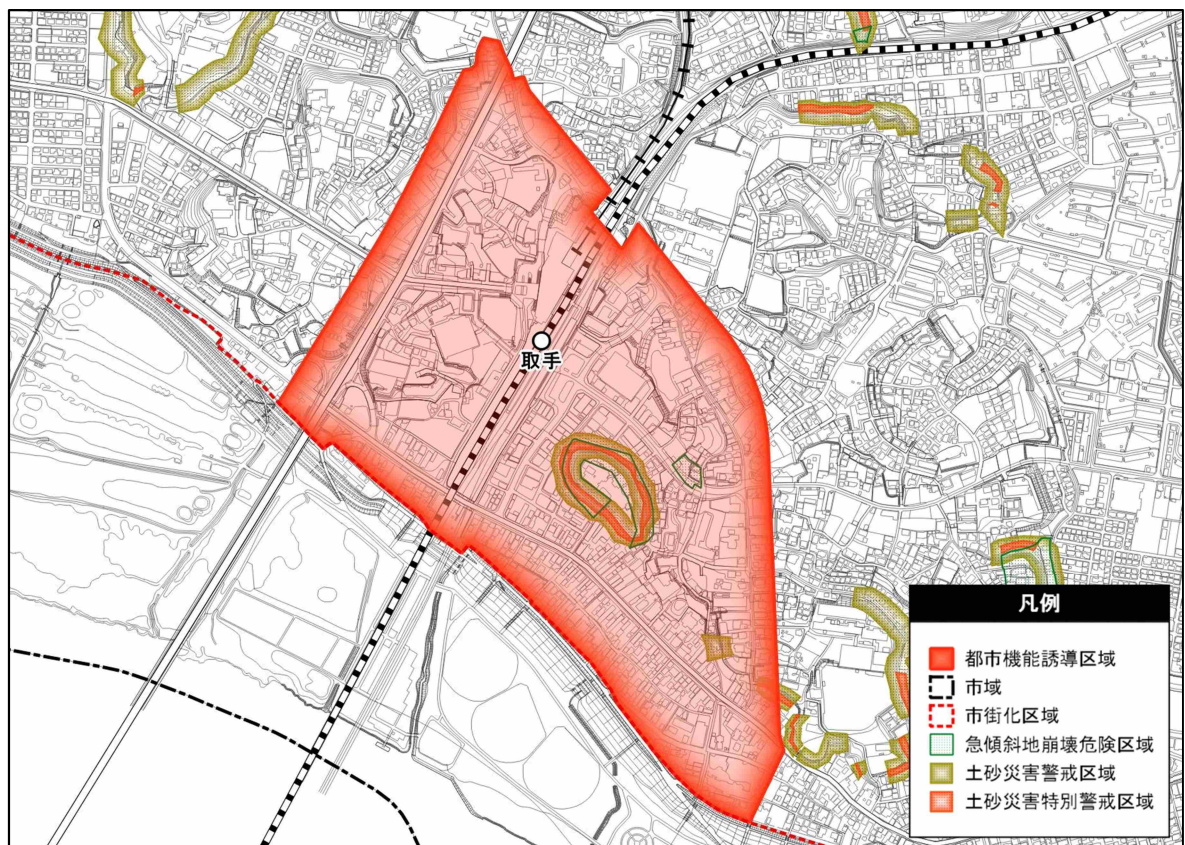 取手
凡例
都市機能誘導区域
市域
市街化区域
急傾斜地崩壊危険区域
土砂災害警戒区域
土砂災害特別警戒区域